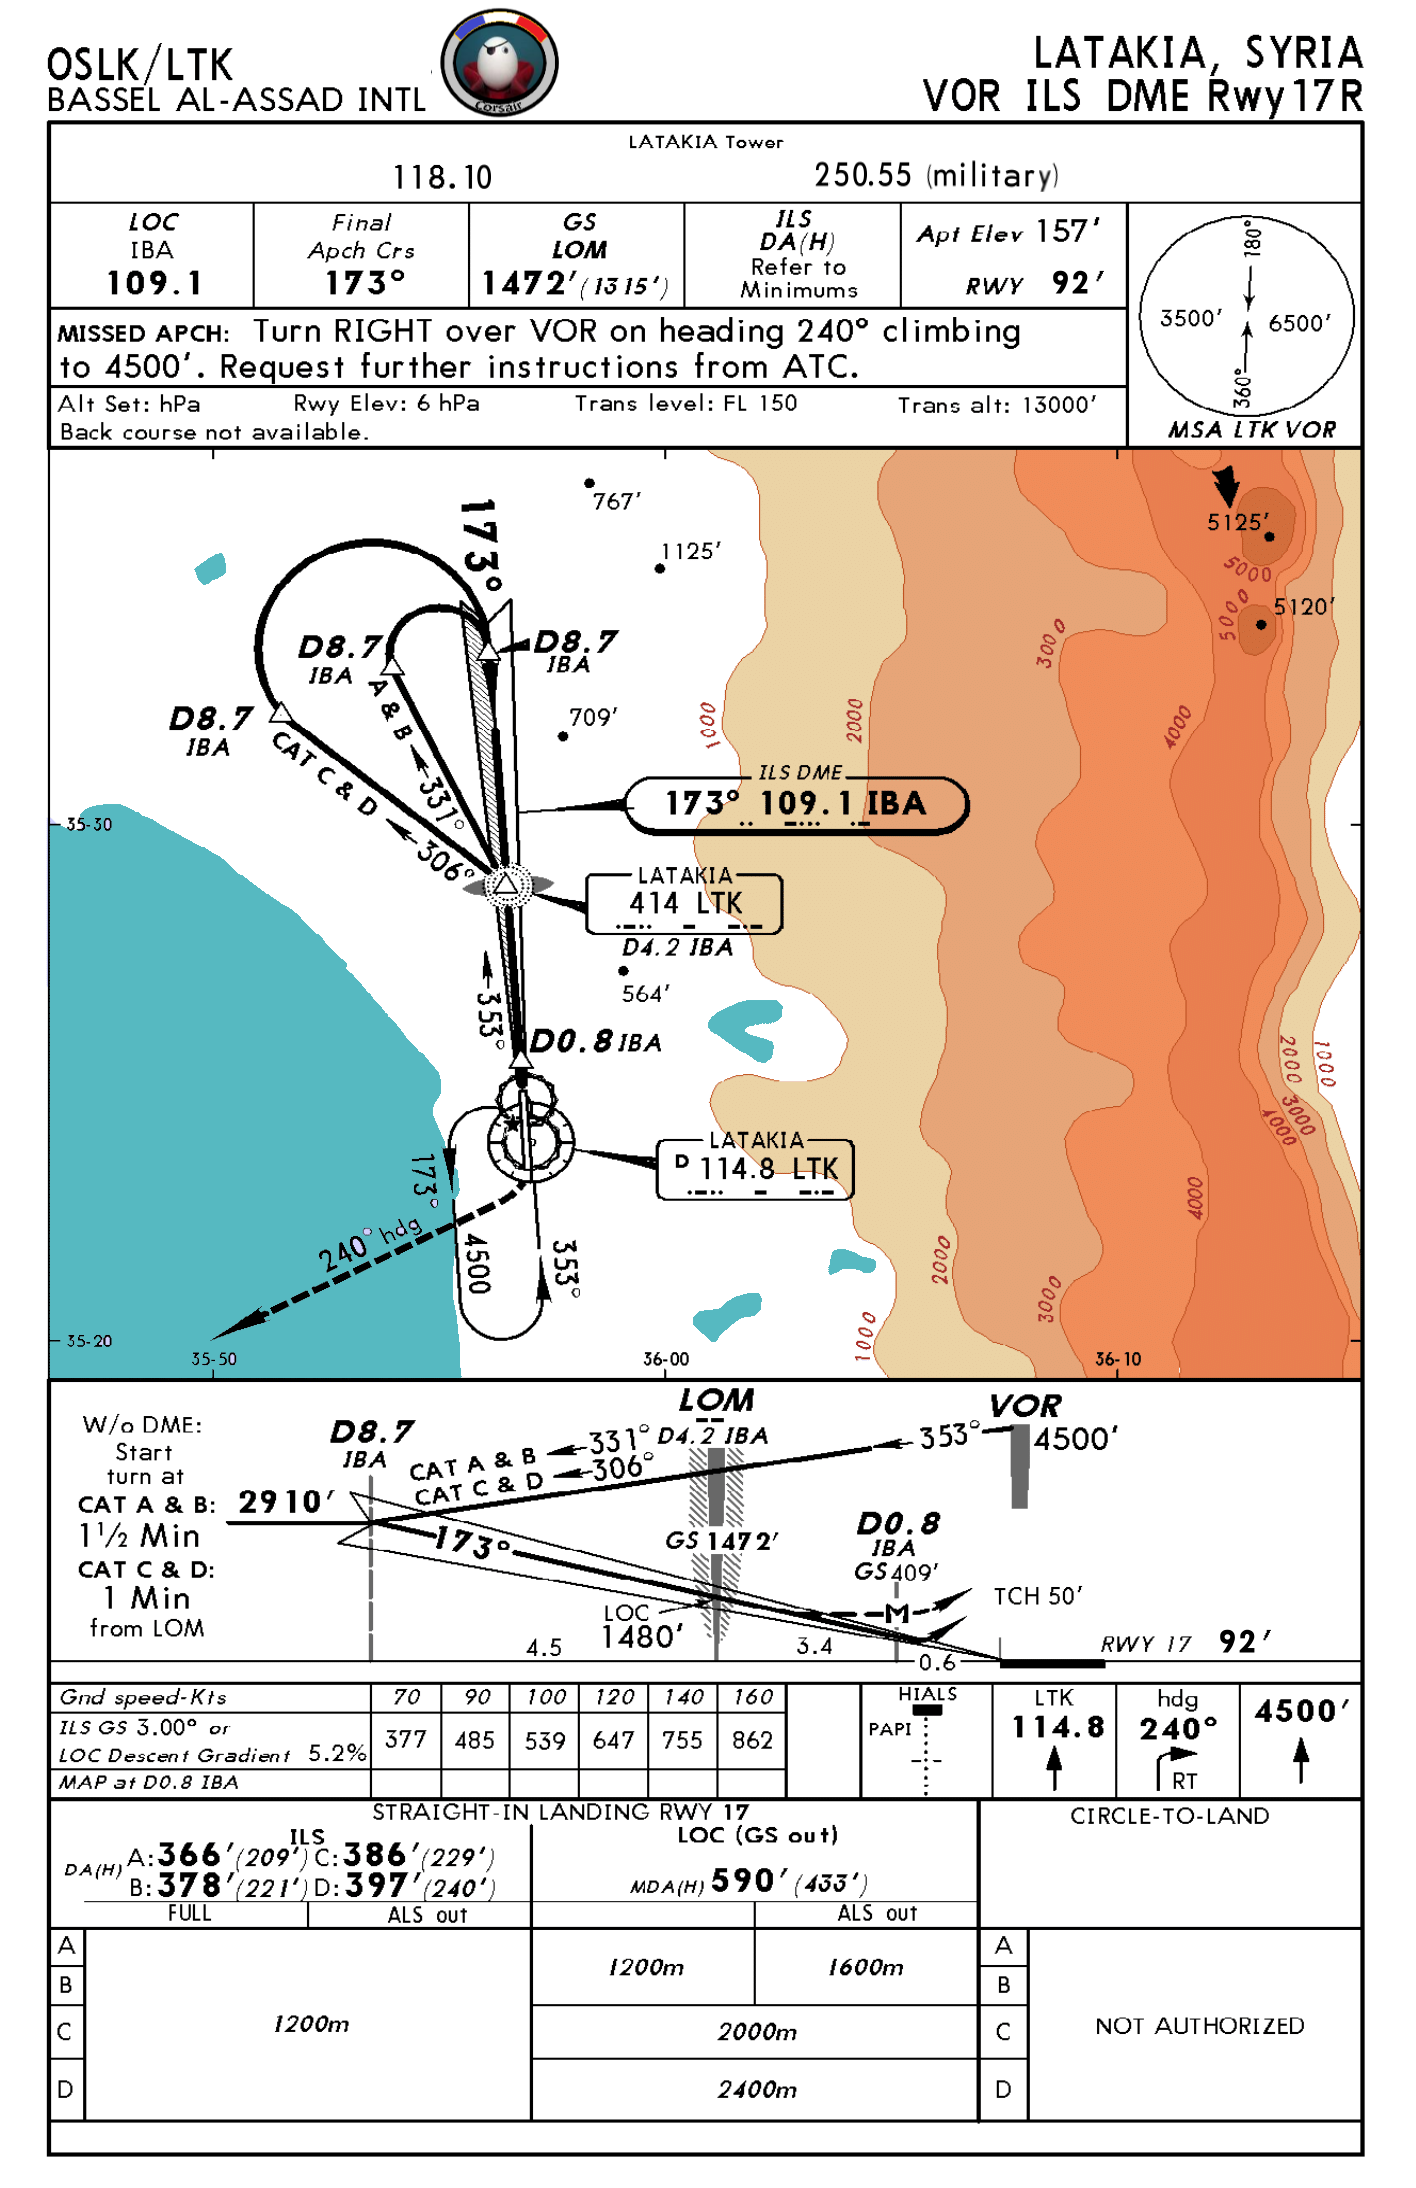 OSLK/LTK
BASSEL AL-ASSAD INTL
Corsair
LATAKIA, SYRIA
VOR ILS DME Rwy 17R
LATAKIA Tower
118.10 250.55 (military)
LOC
IBA
109.1
Final
Apch Crs
173°
GS
LOM
1472'(1315')
ILS
DA(H)
Refer to
Minimums
Apt Elev 157'
RWY 92'
MISSED APCH: Turn RIGHT over VOR on heading 240° climbing
to 4500'. Request further instructions from ATC.
Alt Set: hPa Rwy Elev: 6 hPa Trans level: FL 150 Trans alt: 13000'
Back course not available.
180°
3500' 6500'
360°
MSA LTK VOR
767'
1125'
5125'
5000
5120'
5000
173°
D8.7
IBA
D8.7
IBA
D8.7
IBA
A & B
331°
CAT C & D
306°
709'
1000
2000
3000
4000
ILS DME
173° 109.1 IBA
35-30
LATAKIA
414 LTK
D4.2 IBA
564'
353°
D0.8 IBA
2000
1000
3000
4000
LATAKIA
D 114.8 LTK
173°
240° hdg
4500
353°
4000
2000
3000
1000
35-20
35-50
36-00
36-10
W/o DME:
Start
turn at
CAT A & B:
1½ Min
CAT C & D:
1 Min
from LOM
2910'
D8.7
IBA
CAT A & B 331°
CAT C & D 306°
LOM
D4.2 IBA
353°
VOR
4500'
173°
GS 1472'
D0.8
IBA
GS 409'
M
TCH 50'
LOC
1480'
4.5
3.4
0.6
RWY 17 92'
Gnd speed-Kts 70 90 100 120 140 160
ILS GS 3.00° or
LOC Descent Gradient 5.2% 377 485 539 647 755 862
MAP at D0.8 IBA
HIALS
PAPI
LTK
114.8
hdg
240°
RT
4500'
STRAIGHT-IN LANDING RWY 17
ILS
DA(H) A:366'(209') C:386'(229')
B:378'(221') D:397'(240')
LOC (GS out)
MDA(H) 590' (433')
CIRCLE-TO-LAND
FULL ALS out
ALS out
A
B
C
D
1200m
1200m
1600m
2000m
2400m
A
B
C
D
NOT AUTHORIZED